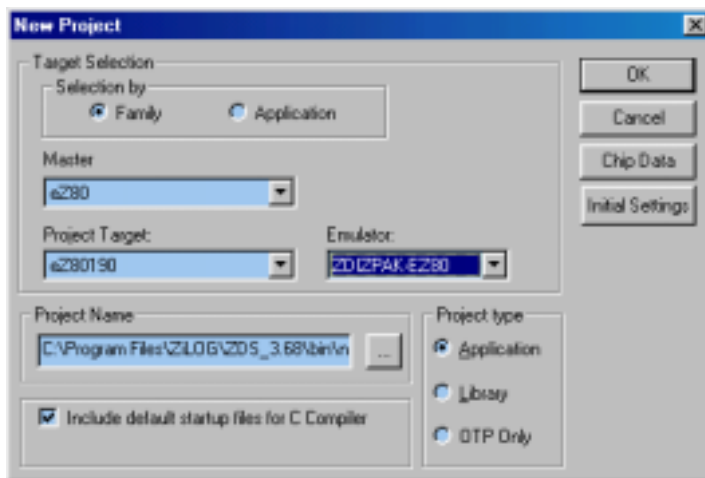 New Project
Target Selection
Selection by
Family
Application
Master
eZ80
Project Target:
eZ80190
Emulator:
ZDIZPAK-EZ80
OK
Cancel
Chip Data
Initial Settings
Project Name
C:\Program Files\ZiLOG\ZDS_3.68\bin\n
...
Include default startup files for C Compiler
Project type
Application
Library
OTP Only